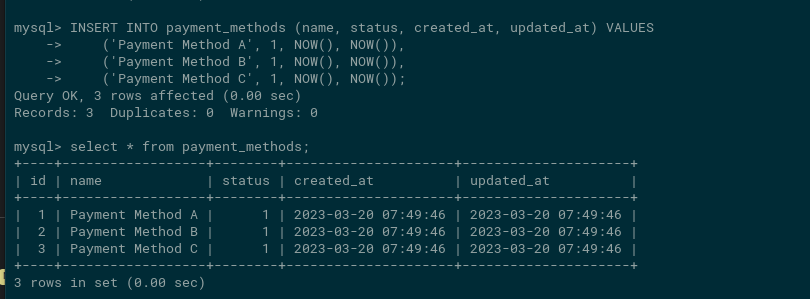 mysql> INSERT INTO payment_methods (name, status, created_at, updated_at) VALUES
    ->     ('Payment Method A', 1, NOW(), NOW()),
    ->     ('Payment Method B', 1, NOW(), NOW()),
    ->     ('Payment Method C', 1, NOW(), NOW());
Query OK, 3 rows affected (0.00 sec)
Records: 3  Duplicates: 0  Warnings: 0

mysql> select * from payment_methods;
+----+------------------+--------+---------------------+---------------------+
| id | name             | status | created_at          | updated_at          |
+----+------------------+--------+---------------------+---------------------+
|  1 | Payment Method A |      1 | 2023-03-20 07:49:46 | 2023-03-20 07:49:46 |
|  2 | Payment Method B |      1 | 2023-03-20 07:49:46 | 2023-03-20 07:49:46 |
|  3 | Payment Method C |      1 | 2023-03-20 07:49:46 | 2023-03-20 07:49:46 |
+----+------------------+--------+---------------------+---------------------+
3 rows in set (0.00 sec)